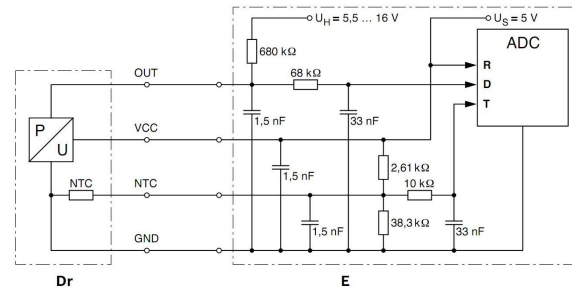 U_H = 5,5 ... 16 V
U_S = 5 V
ADC
680 kΩ
OUT
68 kΩ
R
D
T
P
U
VCC
1,5 nF
33 nF
2,61 kΩ
NTC
NTC
1,5 nF
10 kΩ
38,3 kΩ
1,5 nF
33 nF
GND
Dr
E